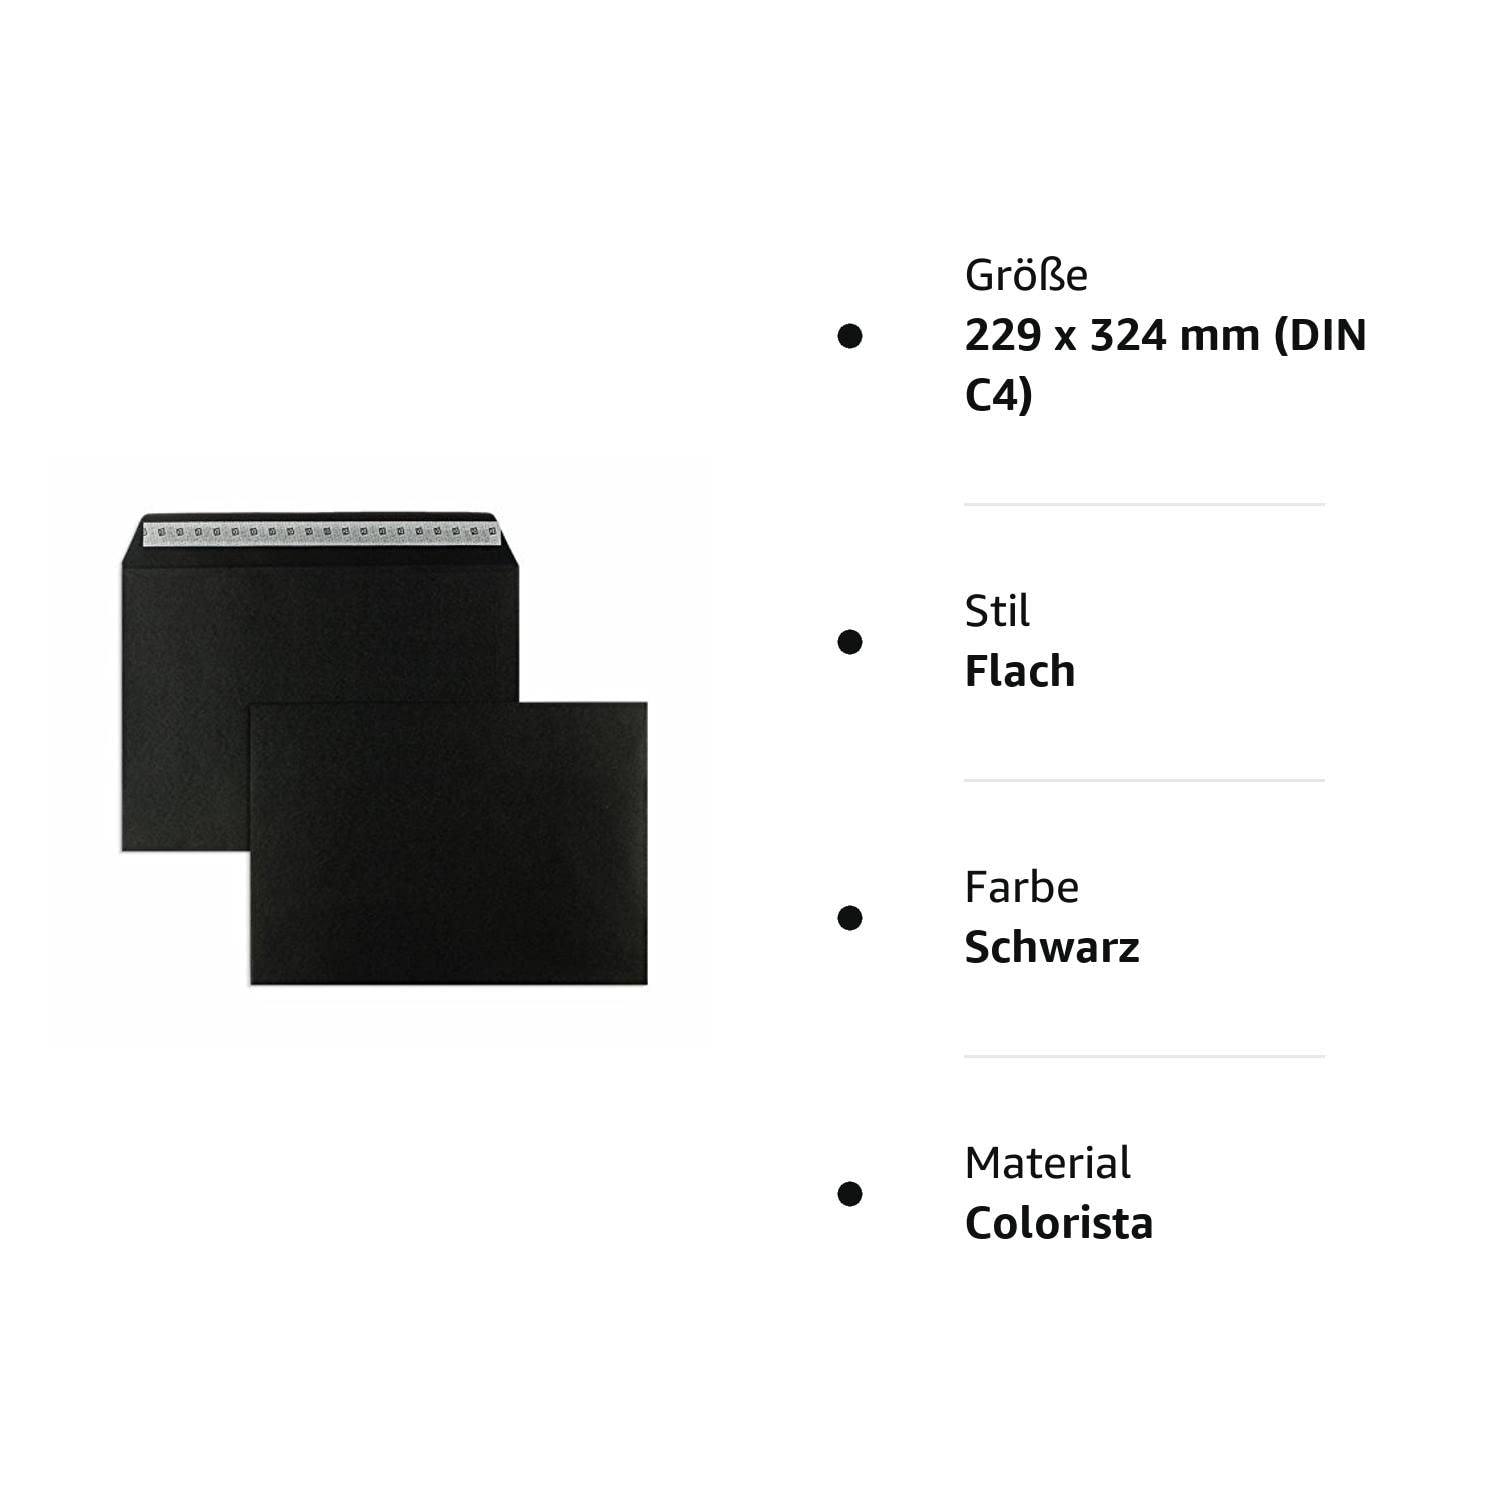 Größe
229 x 324 mm (DIN
C4)
Stil
Flach
Farbe
Schwarz
Material
Colorista